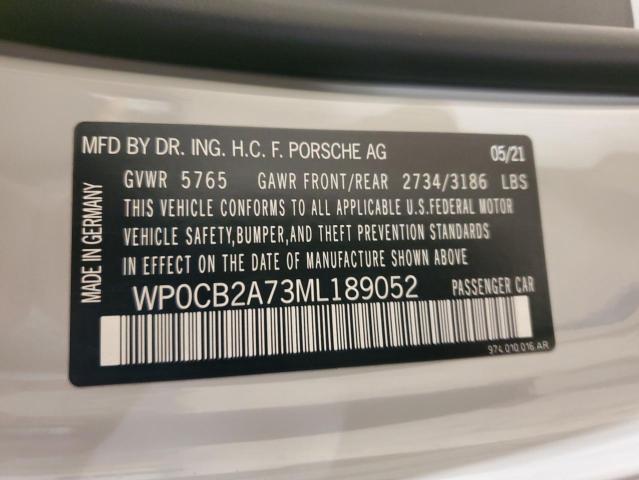 MFD BY DR. ING. H.C. F. PORSCHE AG 05/21
GVWR 5765 GAWR FRONT/REAR 2734/3186 LBS
THIS VEHICLE CONFORMS TO ALL APPLICABLE U.S.FEDERAL MOTOR
VEHICLE SAFETY,BUMPER,AND THEFT PREVENTION STANDARDS
IN EFFECT ON THE DATE OF MANUFACTURE SHOWN ABOVE.
WP0CB2A73ML189052 PASSENGER CAR
974.010.016.AR
MADE IN GERMANY